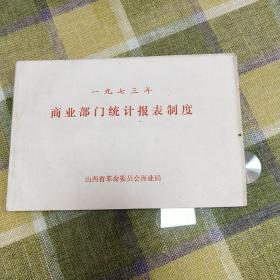 一九七三年
商业部门统计报表制度
山西省革命委员会商业局